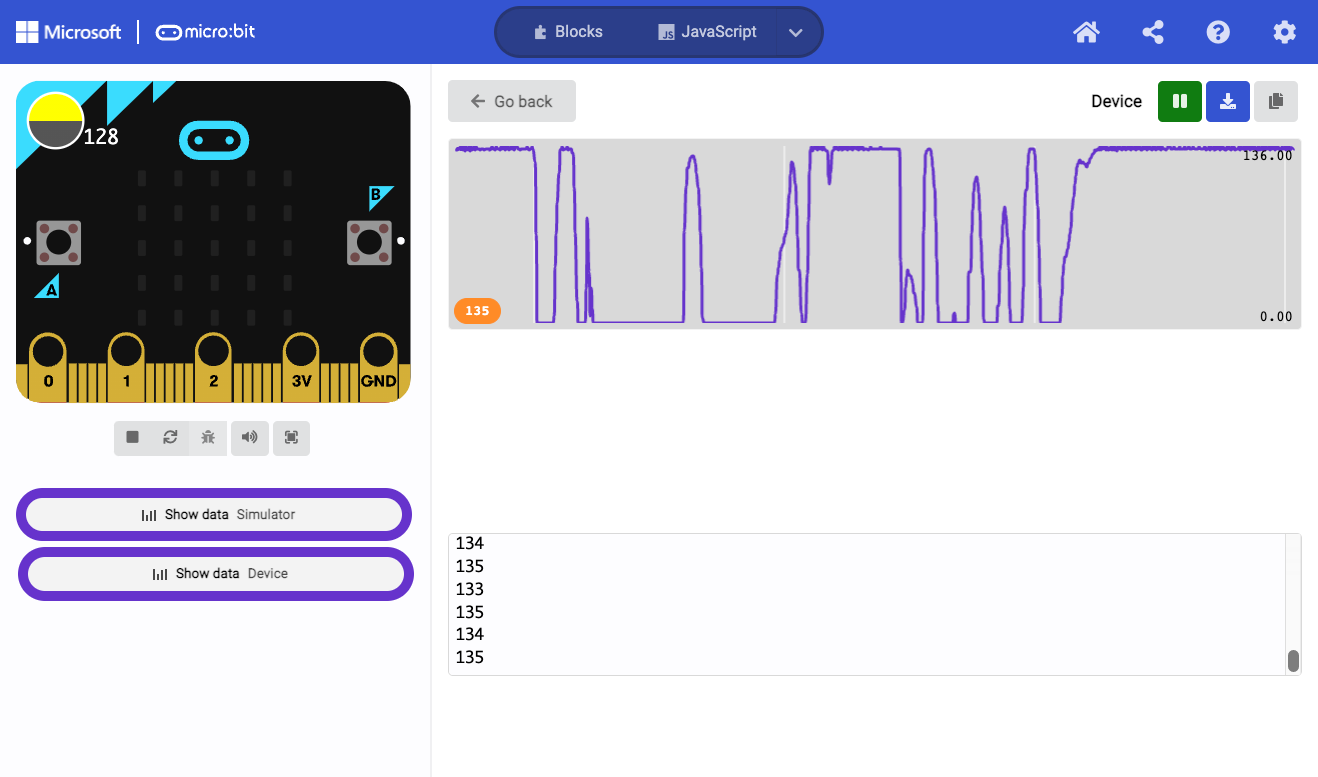 Microsoft micro:bit Blocks JavaScript
JS
Go back Device
128
B
A
0 1 2 3V GND
136.00
135
0.00
Show data Simulator
Show data Device
134
135
133
135
134
135